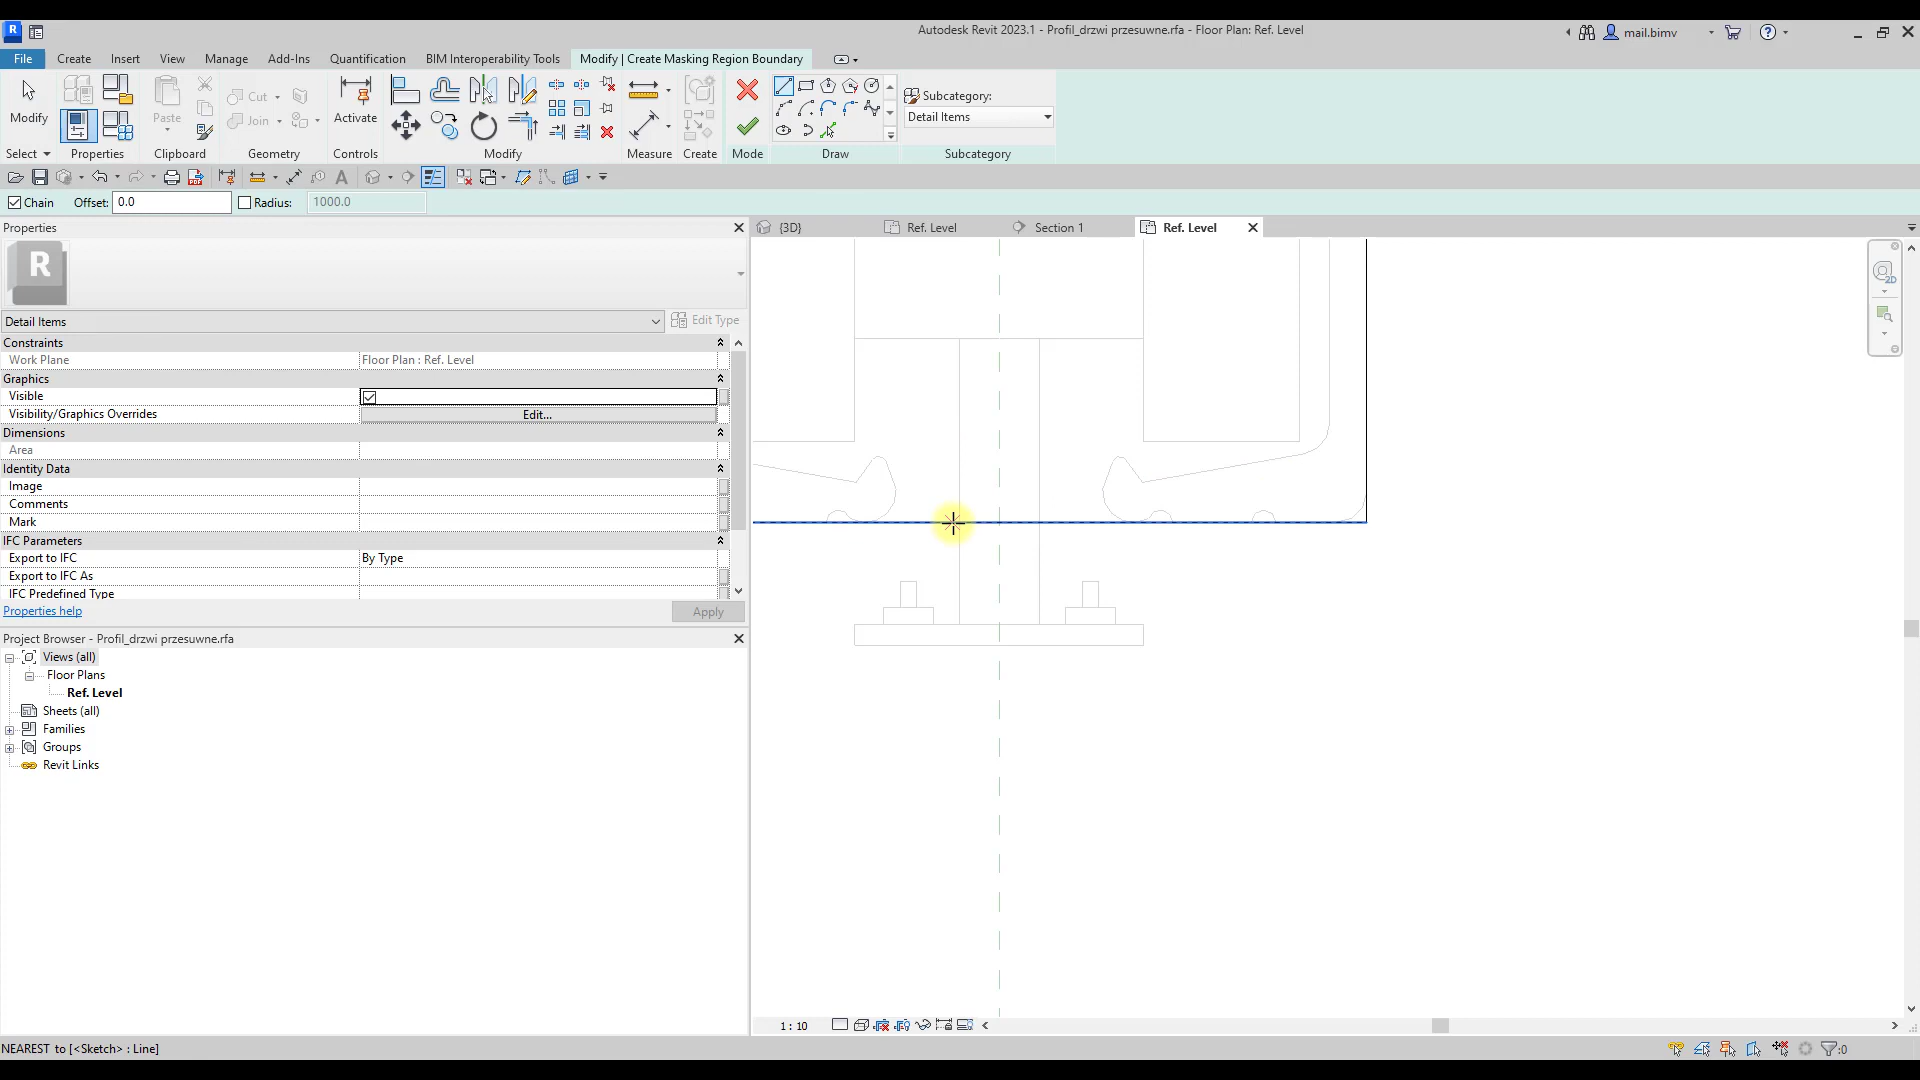 Autodesk Revit 2023.1 - Profil_drzwi przesuwne.rfa - Floor Plan: Ref. Level
mail.bimv
File Create Insert View Manage Add-Ins Quantification BIM Interoperability Tools Modify | Create Masking Region Boundary
Modify
Paste
Cut
Join
Activate
Subcategory:
Detail Items
Select Properties Clipboard Geometry Controls Modify Measure Create Mode Draw Subcategory
Chain Offset: 0.0 Radius: 1000.0
Properties
{3D} Ref. Level Section 1 Ref. Level
R
Detail Items Edit Type
Constraints
Work Plane Floor Plan : Ref. Level
Graphics
Visible
Visibility/Graphics Overrides Edit...
Dimensions
Area
Identity Data
Image
Comments
Mark
IFC Parameters
Export to IFC By Type
Export to IFC As
IFC Predefined Type
Properties help Apply
Project Browser - Profil_drzwi przesuwne.rfa
Views (all)
Floor Plans
Ref. Level
Sheets (all)
Families
Groups
Revit Links
1 : 10
NEAREST to [<Sketch> : Line]
:0